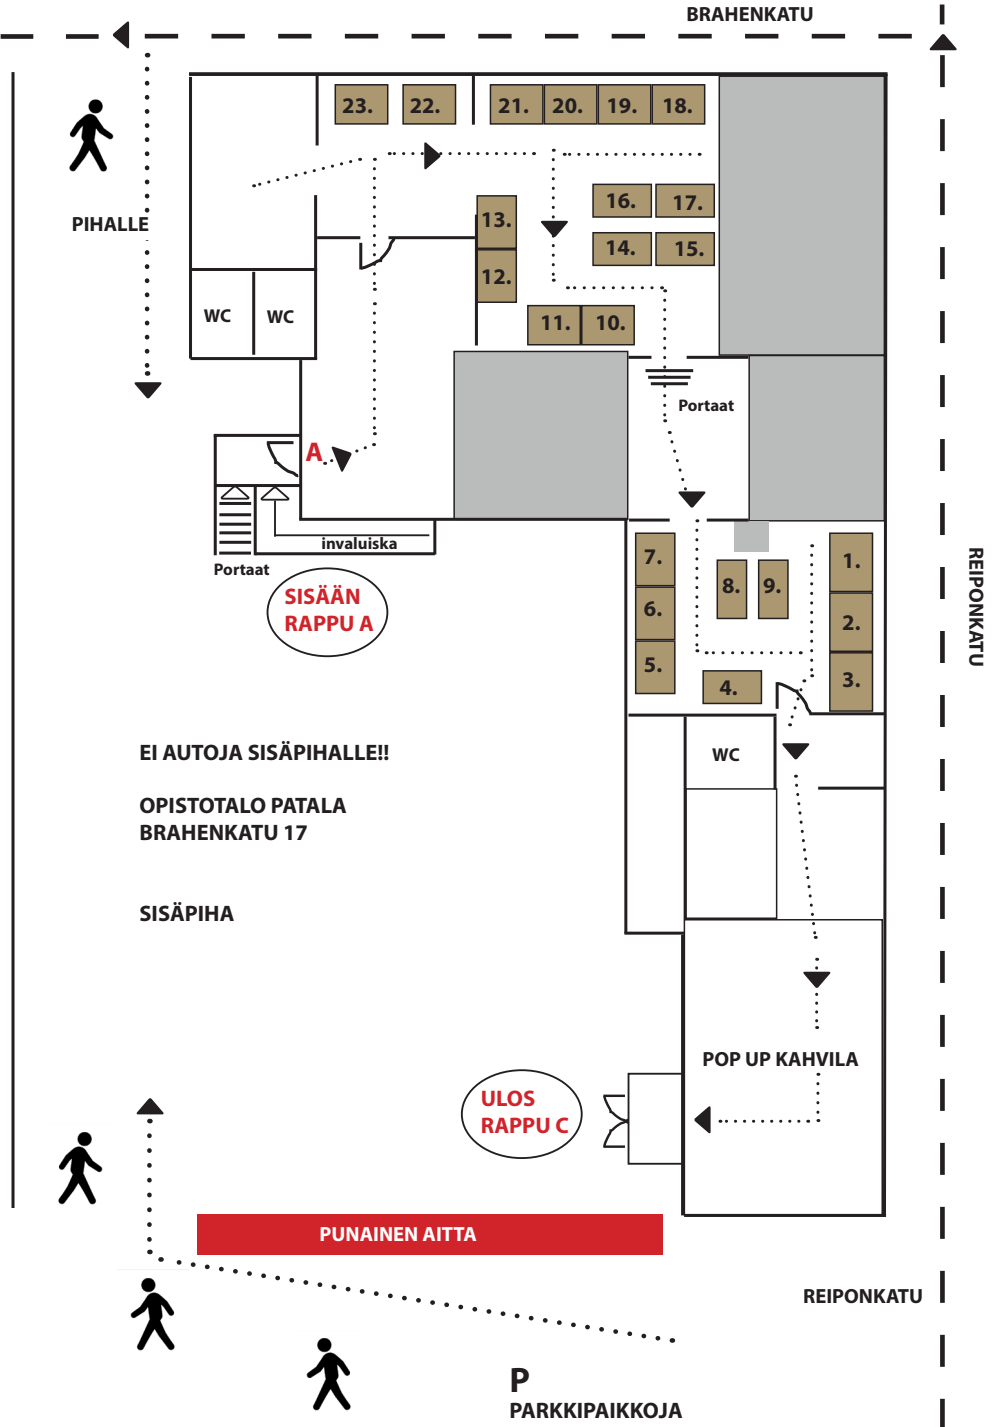 BRAHENKATU
23.
22.
21.
20.
19.
18.
16.
17.
13.
PIHALLE
14.
15.
12.
WC
WC
11.
10.
Portaat
A
invaluiska
Portaat
7.
1.
8.
9.
6.
2.
5.
3.
4.
REIPONKATU
SISÄÄN
RAPPU A
EI AUTOJA SISÄPIHALLE!!
WC
OPISTOTALO PATALA
BRAHENKATU 17
SISÄPIHA
POP UP KAHVILA
ULOS
RAPPU C
PUNAINEN AITTA
REIPONKATU
P
PARKKIPAIKKOJA